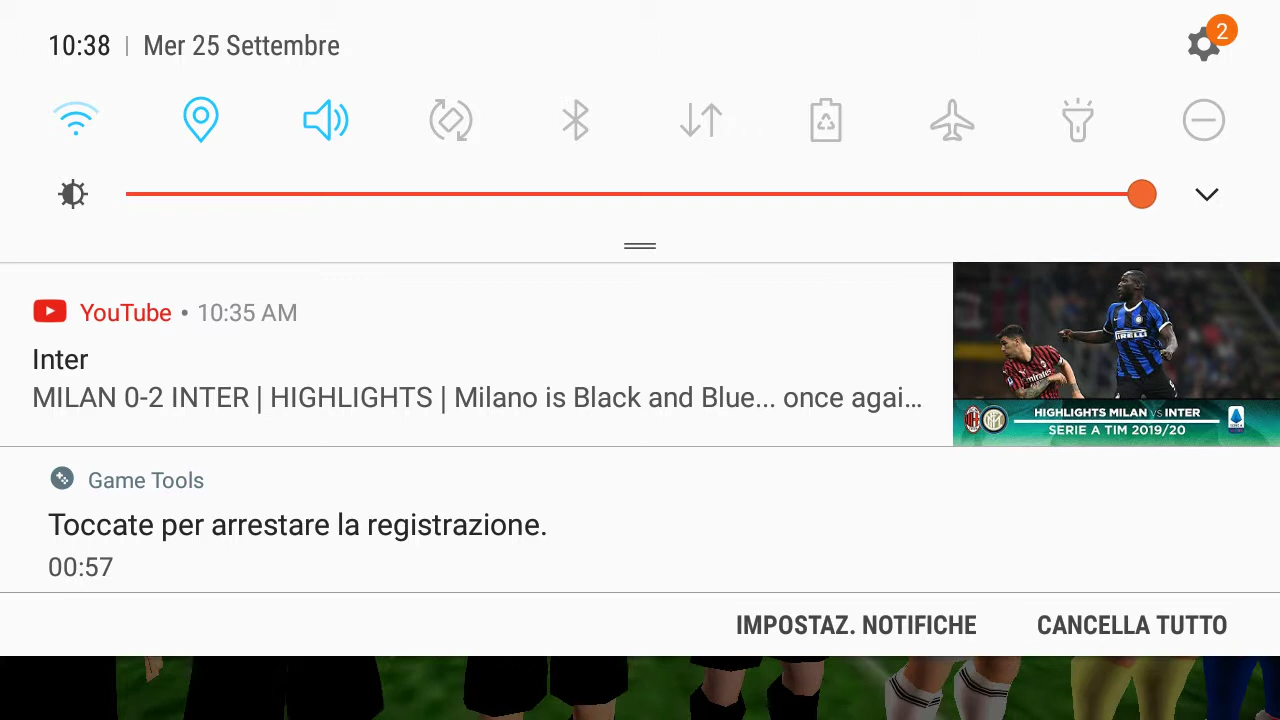 10:38 | Mer 25 Settembre
2
YouTube • 10:35 AM
Inter
MILAN 0-2 INTER | HIGHLIGHTS | Milano is Black and Blue... once agai...
PIRELLI
HIGHLIGHTS MILAN VS INTER
SERIE A TIM 2019/20
Game Tools
Toccate per arrestare la registrazione.
00:57
IMPOSTAZ. NOTIFICHE CANCELLA TUTTO